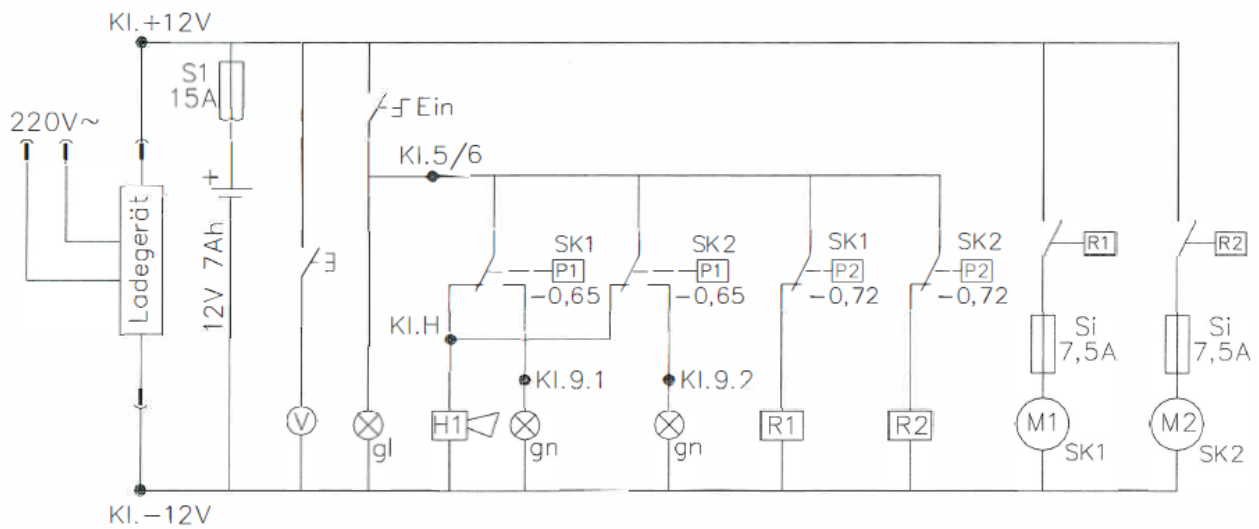 Kl.+12V
S1
15A
Ein
220V~
Kl.5/6
+
Ladegerät
12V 7Ah
SK1
P1
-0,65
SK2
P1
-0,65
SK1
P2
-0,72
SK2
P2
-0,72
R1
R2
Kl.H
Si
7,5A
Si
7,5A
Kl.9.1
Kl.9.2
V
gl
H1
gn
gn
R1
R2
M1
SK1
M2
SK2
Kl.-12V